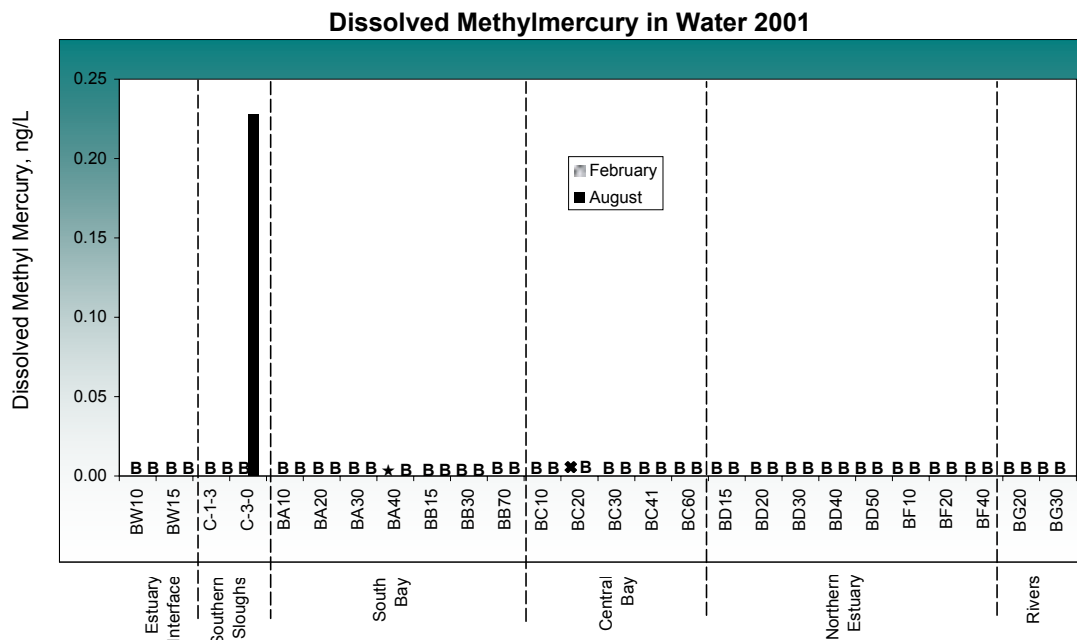 Dissolved Methylmercury in Water 2001
Dissolved Methyl Mercury, ng/L
0.25
0.20
0.15
0.10
0.05
0.00
February
August
B B B B B B B B B B B B B ★ B B B B B B B B B ✖ B B B B B B B B B B B B B B B B B B B B B B B B B B B
BW10
BW15
C-1-3
C-3-0
BA10
BA20
BA30
BA40
BB15
BB30
BB70
BC10
BC20
BC30
BC41
BC60
BD15
BD20
BD30
BD40
BD50
BF10
BF20
BF40
BG20
BG30
Estuary
Interface
Southern
Sloughs
South
Bay
Central
Bay
Northern
Estuary
Rivers